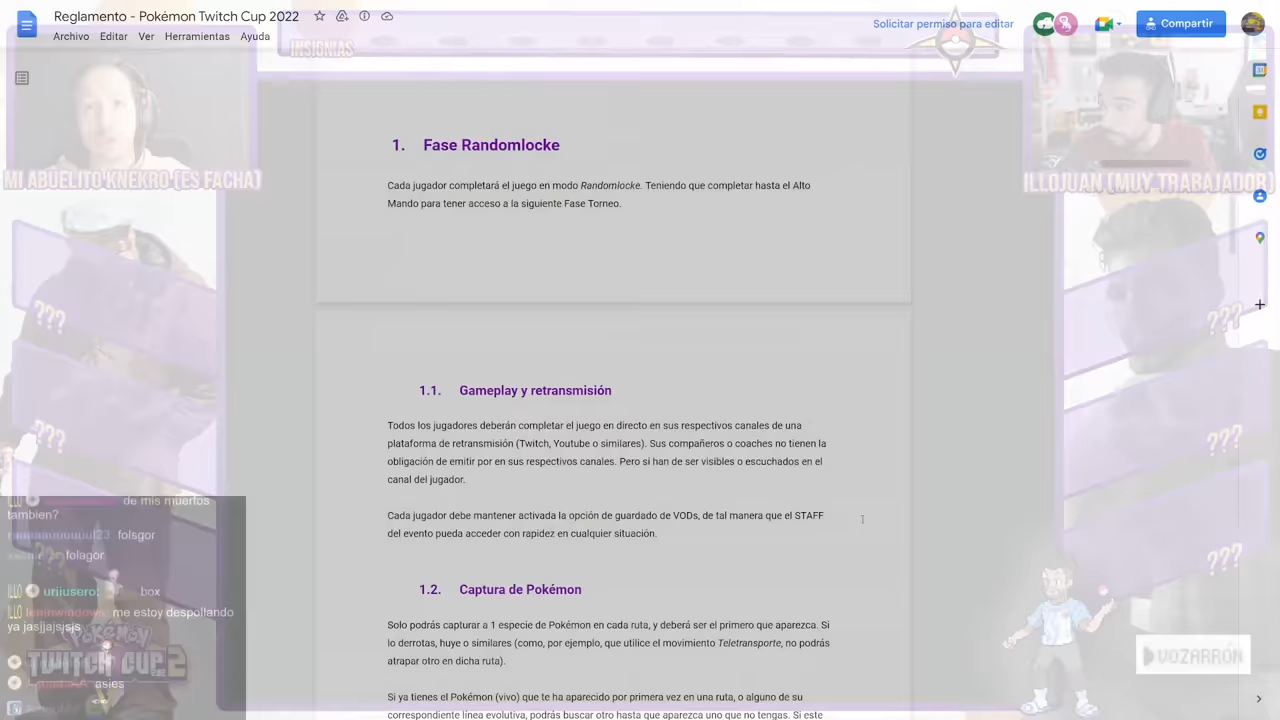 Reglamento - Pokémon Twitch Cup 2022
Archivo Editar Ver Herramientas Ayuda
Solicitar permiso para editar
Compartir
INSIGNIAS
MI ABUELITO KNEKRO (ES FACHA)
ILLOJUAN (MUY TRABAJADOR)
1. Fase Randomlocke
Cada jugador completará el juego en modo Randomlocke. Teniendo que completar hasta el Alto
Mando para tener acceso a la siguiente Fase Torneo.
???
???
???
???
???
1.1. Gameplay y retransmisión
Todos los jugadores deberán completar el juego en directo en sus respectivos canales de una
plataforma de retransmisión (Twitch, Youtube o similares). Sus compañeros o coaches no tienen la
obligación de emitir por en sus respectivos canales. Pero si han de ser visibles o escuchados en el
canal del jugador.
Cada jugador debe mantener activada la opción de guardado de VODs, de tal manera que el STAFF
del evento pueda acceder con rapidez en cualquier situación.
1.2. Captura de Pokémon
Solo podrás capturar a 1 especie de Pokémon en cada ruta, y deberá ser el primero que aparezca. Si
lo derrotas, huye o similares (como, por ejemplo, que utilice el movimiento Teletransporte, no podrás
atrapar otro en dicha ruta).
Si ya tienes el Pokémon (vivo) que te ha aparecido por primera vez en una ruta, o alguno de su
correspondiente línea evolutiva, podrás buscar otro hasta que aparezca uno que no tengas. Si este
de mis muertos
tambien?
folsgor
folagor
uriiusero: box
me estoy despollando
ya jasjjajsjsjs
Pokémon
TWITCH CUP 2
asies
VOZARRÓN